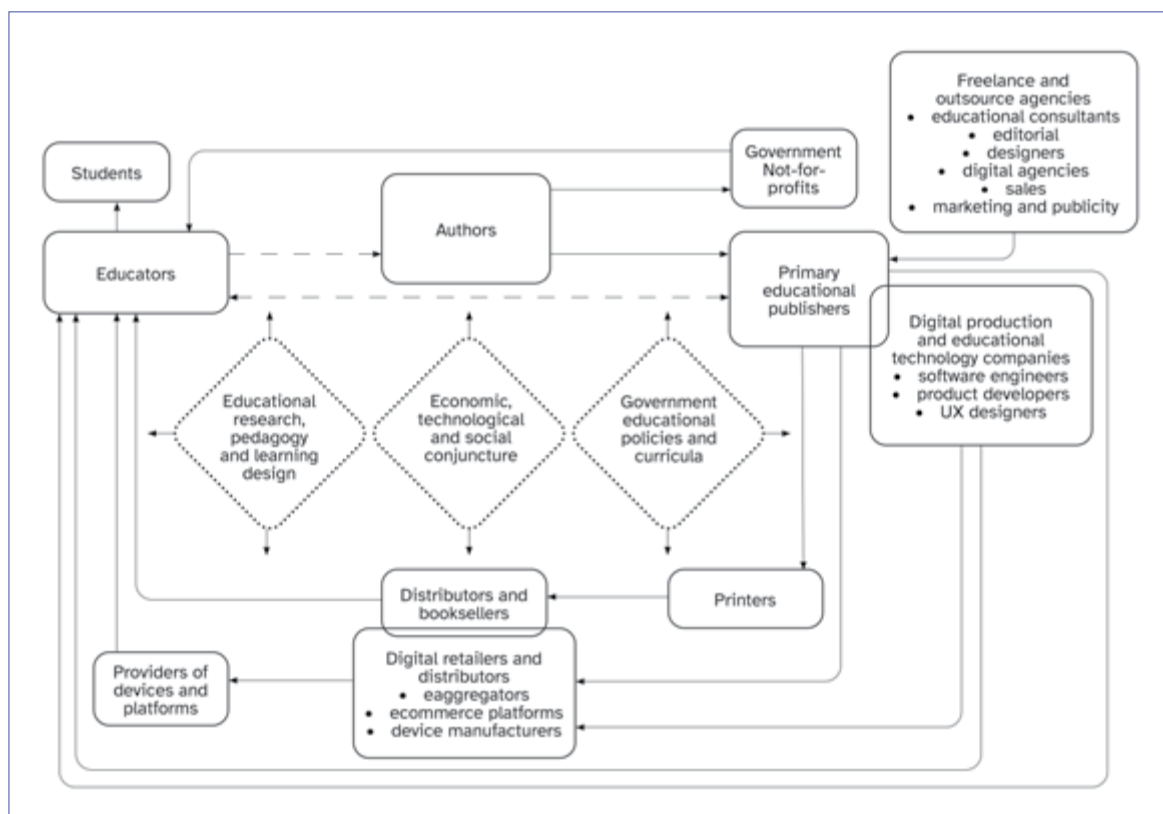 Freelance and
outsource agencies
• educational consultants
• editorial
• designers
• digital agencies
• sales
• marketing and publicity
Government
Not-for-
profits
Students
Authors
Educators
Primary
educational
publishers
Digital production
and educational
technology companies
• software engineers
• product developers
• UX designers
Educational
research,
pedagogy
and learning
design
Economic,
technological
and social
conjuncture
Government
educational
policies and
curricula
Distributors and
booksellers
Printers
Digital retailers and
distributors
• eaggregators
• ecommerce platforms
• device manufacturers
Providers of
devices and
platforms